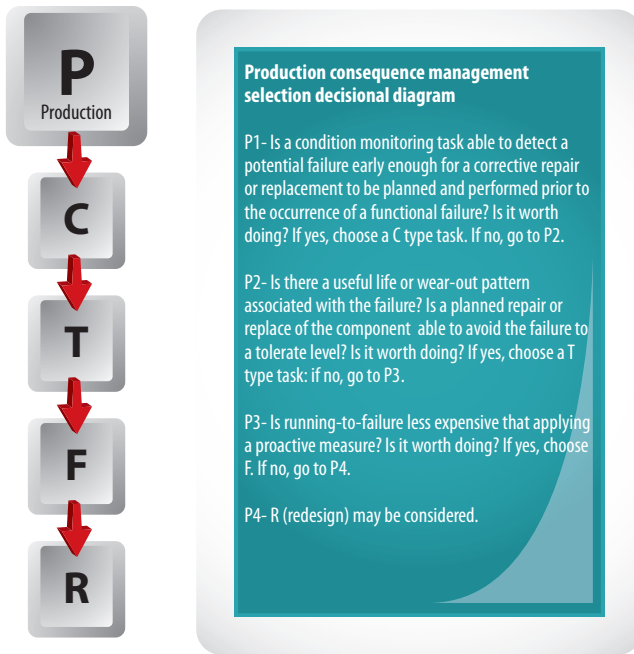 P
Production
C
T
F
R
Production consequence management
selection decisional diagram
P1- Is a condition monitoring task able to detect a
potential failure early enough for a corrective repair
or replacement to be planned and performed prior to
the occurrence of a functional failure? Is it worth
doing? If yes, choose a C type task. If no, go to P2.
P2- Is there a useful life or wear-out pattern
associated with the failure? Is a planned repair or
replace of the component able to avoid the failure to
a tolerate level? Is it worth doing? If yes, choose a T
type task: if no, go to P3.
P3- Is running-to-failure less expensive that applying
a proactive measure? Is it worth doing? If yes, choose
F. If no, go to P4.
P4- R (redesign) may be considered.